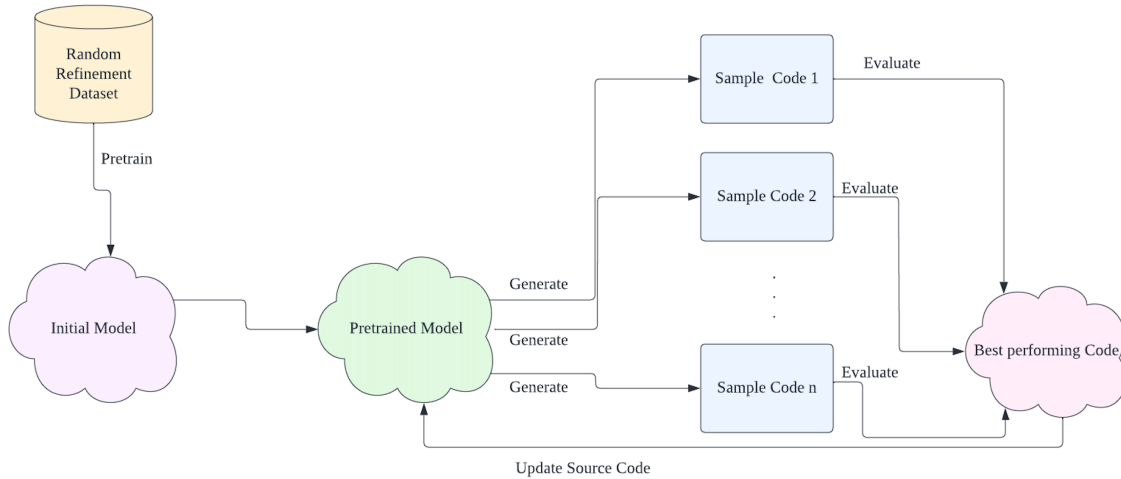 Random
Refinement
Dataset
Pretrain
Initial Model
Pretrained Model
Generate
Generate
Generate
Sample Code 1
Sample Code 2
.
.
.
Sample Code n
Evaluate
Evaluate
Evaluate
Best performing Code
Update Source Code